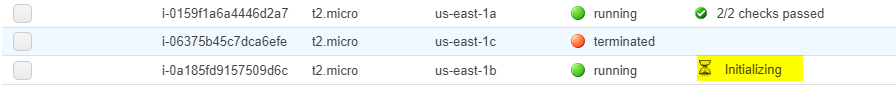 i-0159f1a6a4446d2a7 t2.micro us-east-1a running 2/2 checks passed
i-06375b45c7dca6efe t2.micro us-east-1c terminated
i-0a185fd9157509d6c t2.micro us-east-1b running Initializing